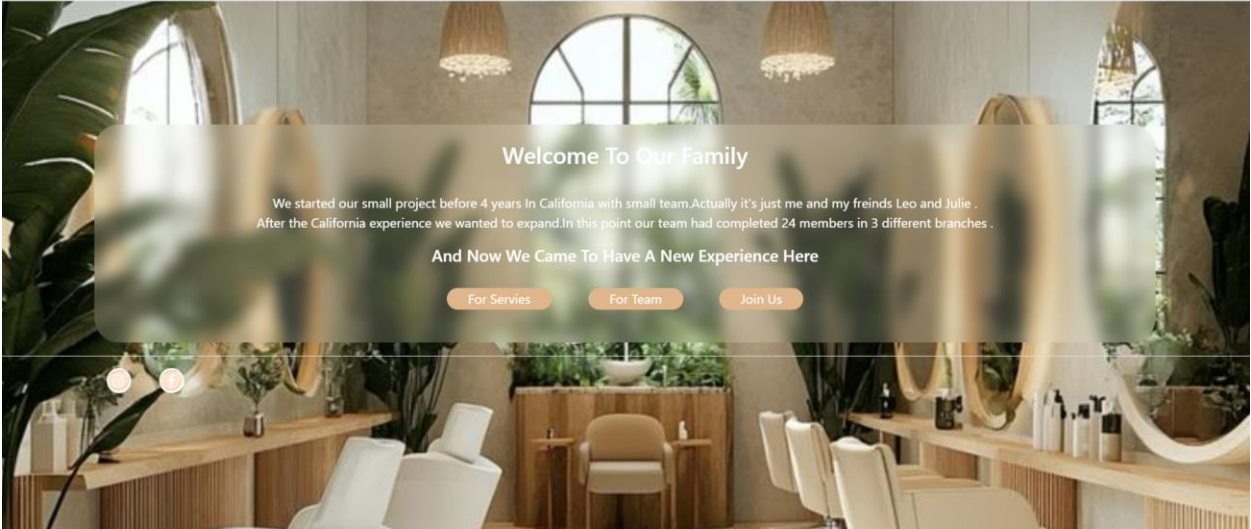 Welcome To Our Family
We started our small project before 4 years In California with small team.Actually it's just me and my freinds Leo and Julie .
After the California experience we wanted to expand.In this point our team had completed 24 members in 3 different branches .
And Now We Came To Have A New Experience Here
For Servies For Team Join Us